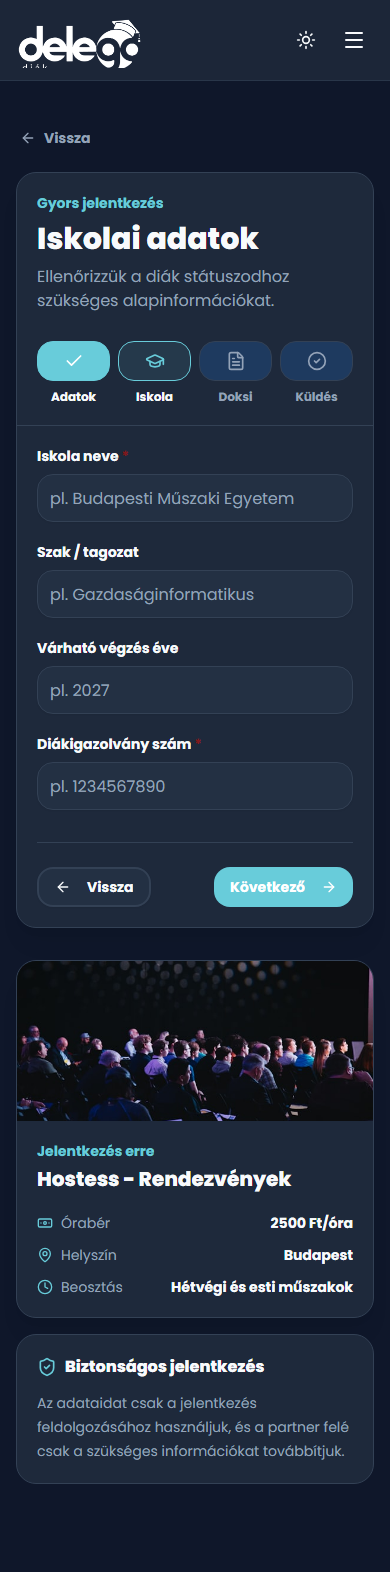 delego
diák
Vissza
Gyors jelentkezés
Iskolai adatok
Ellenőrizzük a diák státuszodhoz
szükséges alapinformációkat.
Adatok Iskola Doksi Küldés
Iskola neve *
pl. Budapesti Műszaki Egyetem
Szak / tagozat
pl. Gazdaságinformatikus
Várható végzés éve
pl. 2027
Diákigazolvány szám *
pl. 1234567890
Vissza Következő
Jelentkezés erre
Hostess - Rendezvények
Órabér 2500 Ft/óra
Helyszín Budapest
Beosztás Hétvégi és esti műszakok
Biztonságos jelentkezés
Az adataidat csak a jelentkezés
feldolgozásához használjuk, és a partner felé
csak a szükséges információkat továbbítjuk.